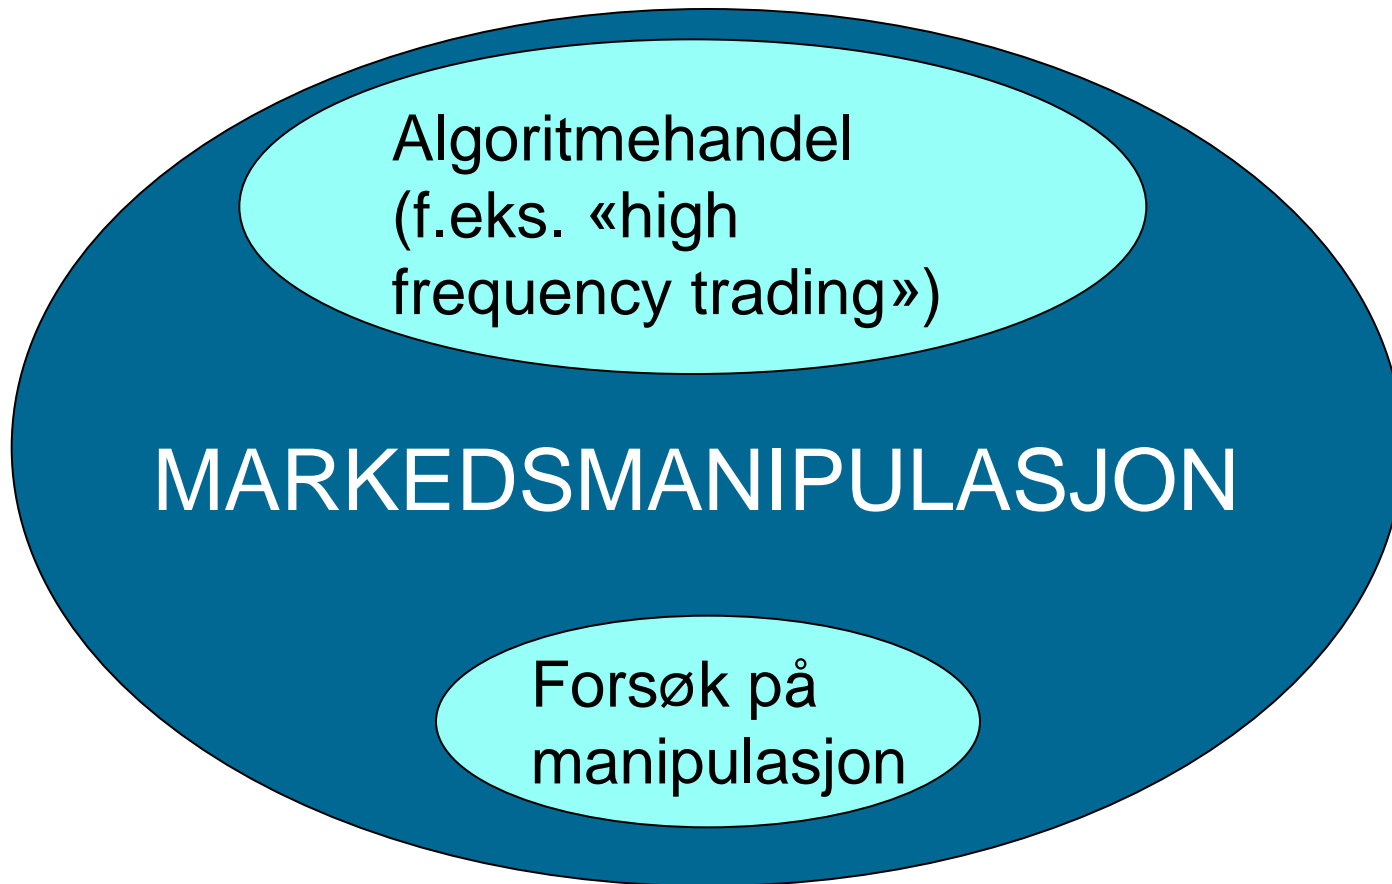 Algoritmehandel
(f.eks. «high
frequency trading»)
MARKEDSMANIPULASJON
Forsøk på
manipulasjon